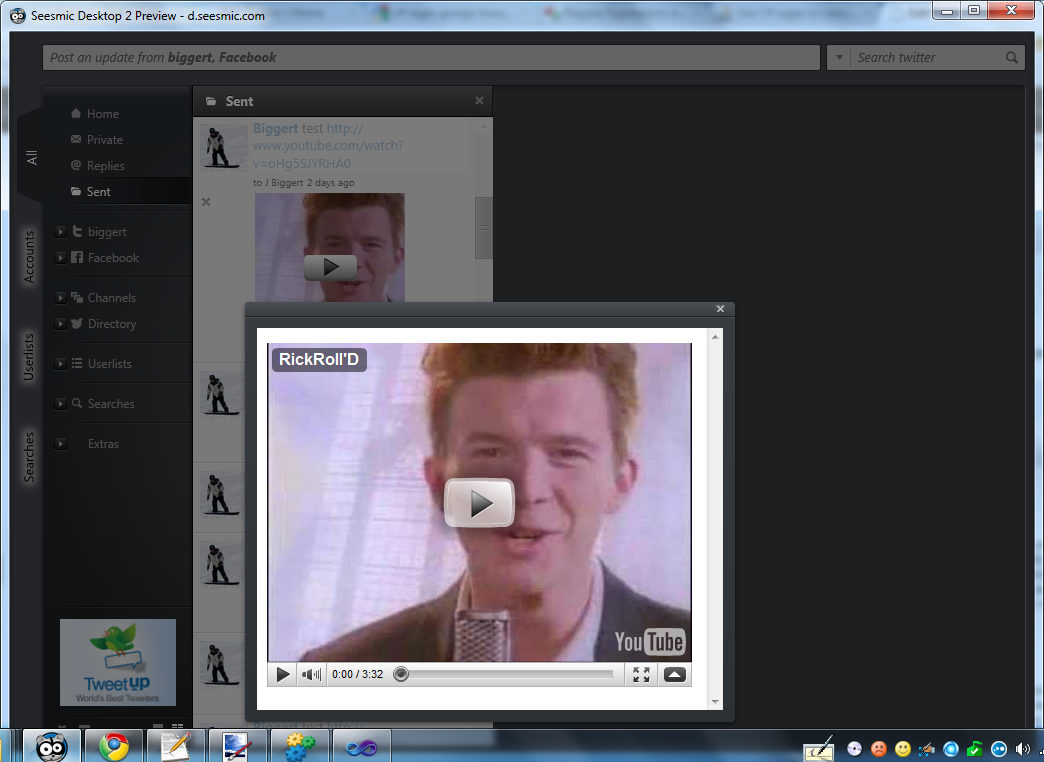 Seesmic Desktop 2 Preview - d.seesmic.com
Post an update from biggert, Facebook
Search twitter
All
Accounts
Userlists
Searches
Home
Private
Replies
Sent
biggert
Facebook
Channels
Directory
Userlists
Searches
Extras
TweetUp
World's Best Tweeters
Sent
Biggert test http://
www.youtube.com/watch?
v=oHg5SJYRHA0
to J Biggert 2 days ago
RickRoll'D
YouTube
0:00 / 3:32